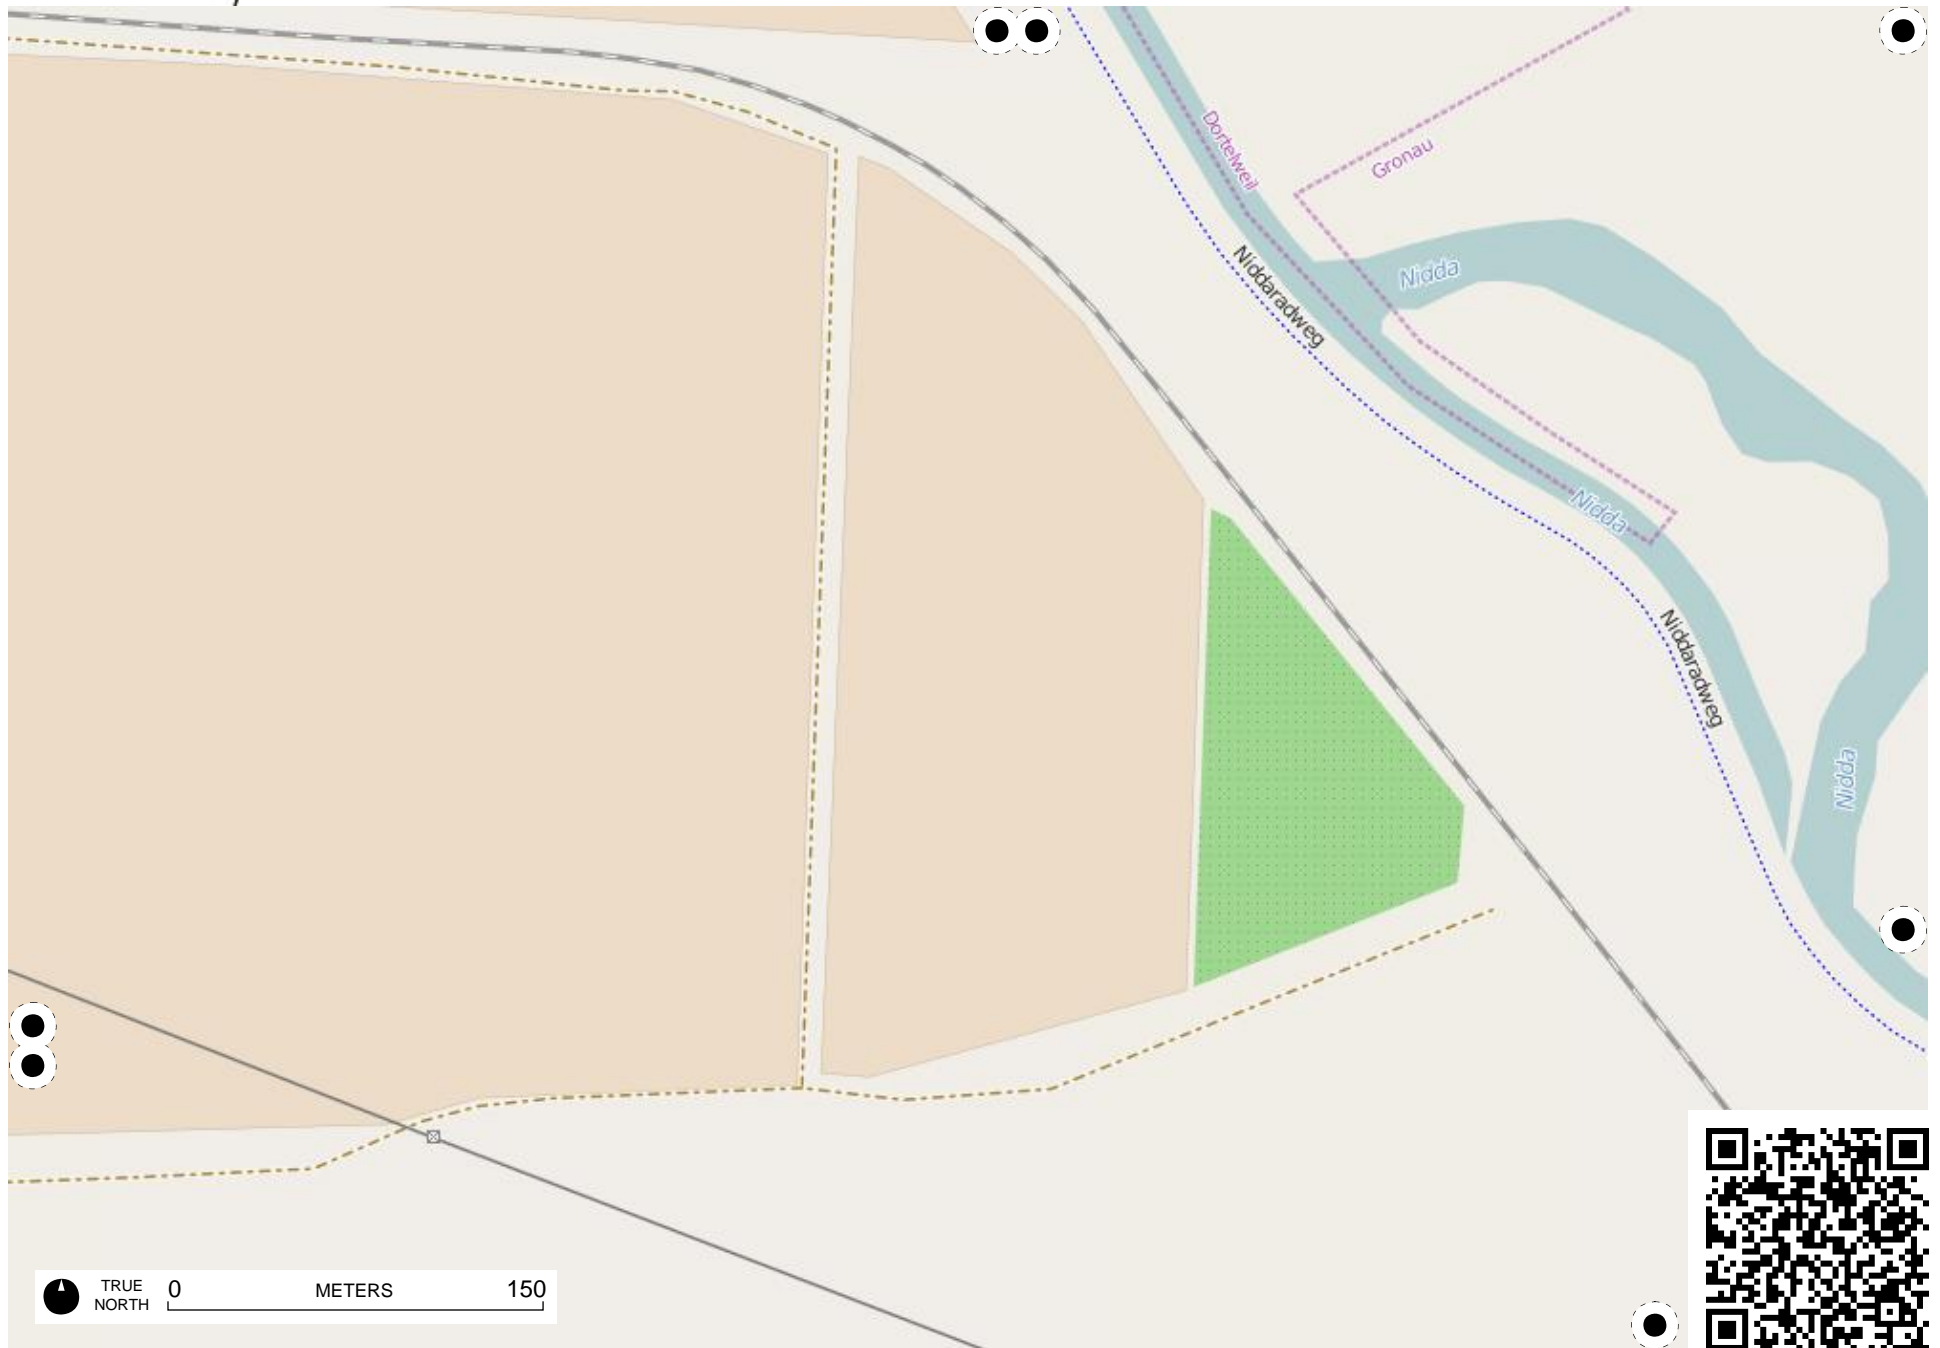 Dortelweil
Gronau
Nidda
Niddaradweg
Nidda
Niddaradweg
Nidda
TRUE NORTH
0 METERS 150